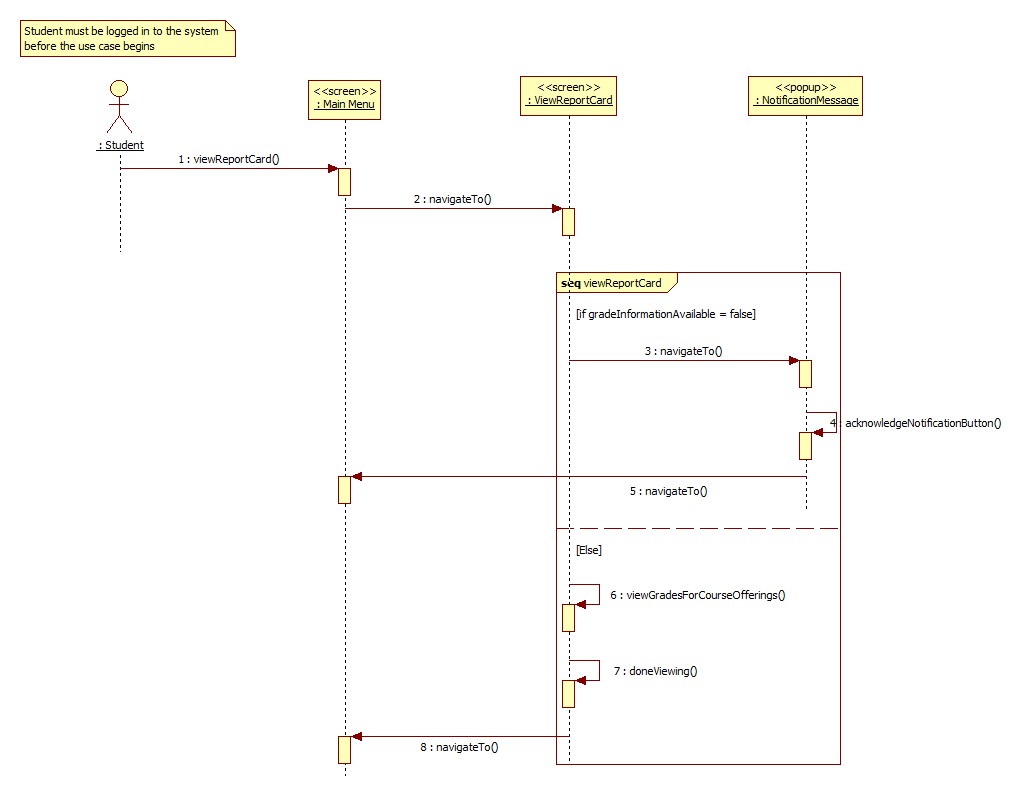 Student must be logged in to the system
before the use case begins
<<screen>>
: Main Menu
<<screen>>
: ViewReportCard
<<popup>>
: NotificationMessage
: Student
1 : viewReportCard()
2 : navigateTo()
seq viewReportCard
[if gradeInformationAvailable = false]
3 : navigateTo()
4 : acknowledgeNotificationButton()
5 : navigateTo()
[Else]
6 : viewGradesForCourseOfferings()
7 : doneViewing()
8 : navigateTo()